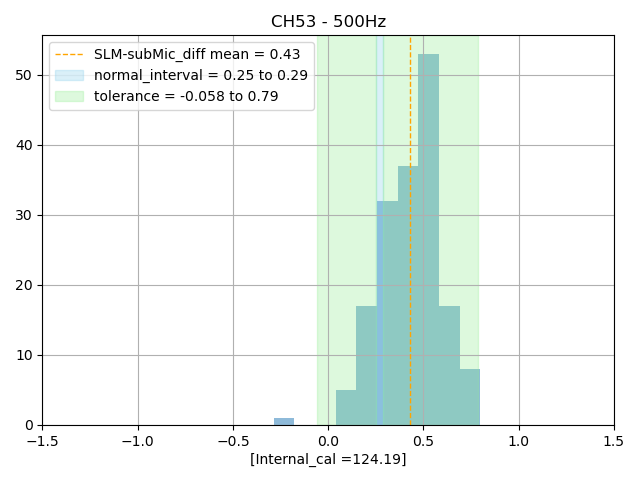 CH53 - 500Hz
SLM-subMic_diff mean = 0.43
normal_interval = 0.25 to 0.29
tolerance = -0.058 to 0.79
50
40
30
20
10
0
−1.5 −1.0 −0.5 0.0 0.5 1.0 1.5
[Internal_cal =124.19]